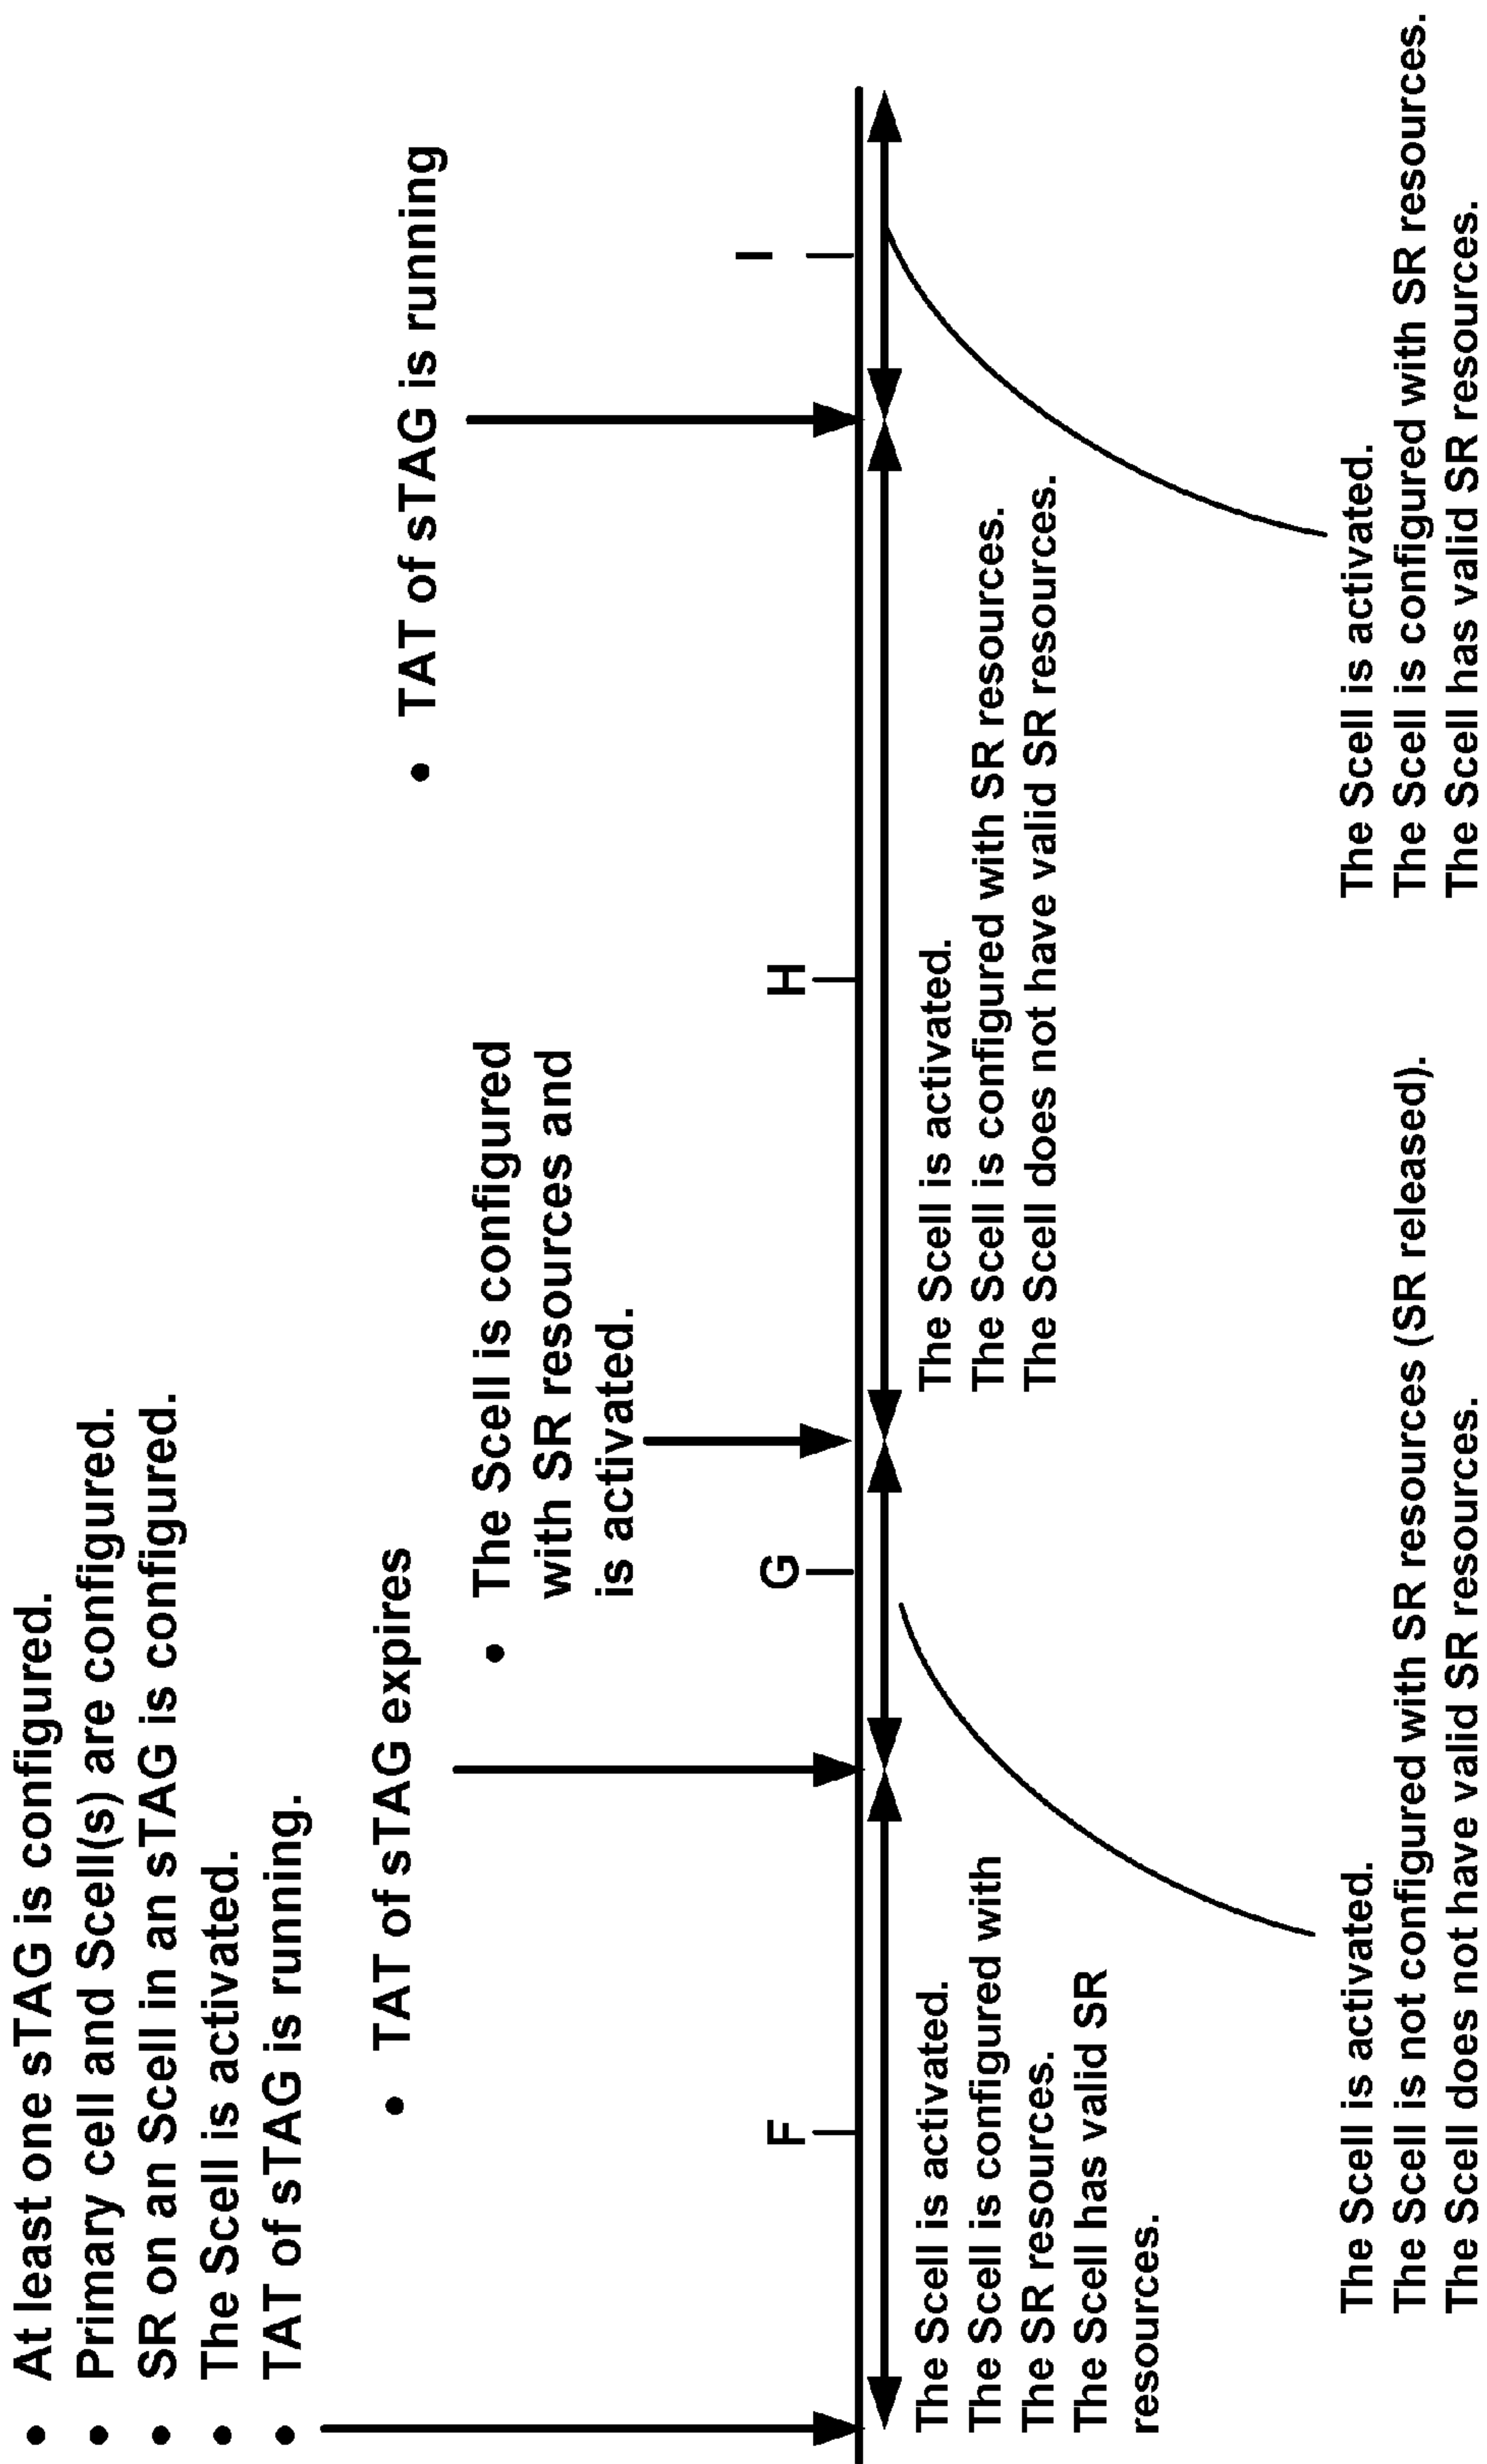 • At least one sTAG is configured.
• Primary cell and Scell(s) are configured.
• SR on an Scell in an sTAG is configured.
• The Scell is activated.
• TAT of sTAG is running.
• TAT of sTAG expires
• The Scell is configured
with SR resources and
is activated.
• TAT of sTAG is running
F
G
H
I
The Scell is activated.
The Scell is configured with
The SR resources.
The Scell has valid SR
resources.
The Scell is activated.
The Scell is configured with SR resources.
The Scell does not have valid SR resources.
The Scell is activated.
The Scell is not configured with SR resources (SR released).
The Scell does not have valid SR resources.
The Scell is activated.
The Scell is configured with SR resources.
The Scell has valid SR resources.